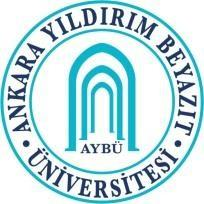 · ANKARA YILDIRIM BEYAZIT ·
ÜNİVERSİTESİ
AYBÜ